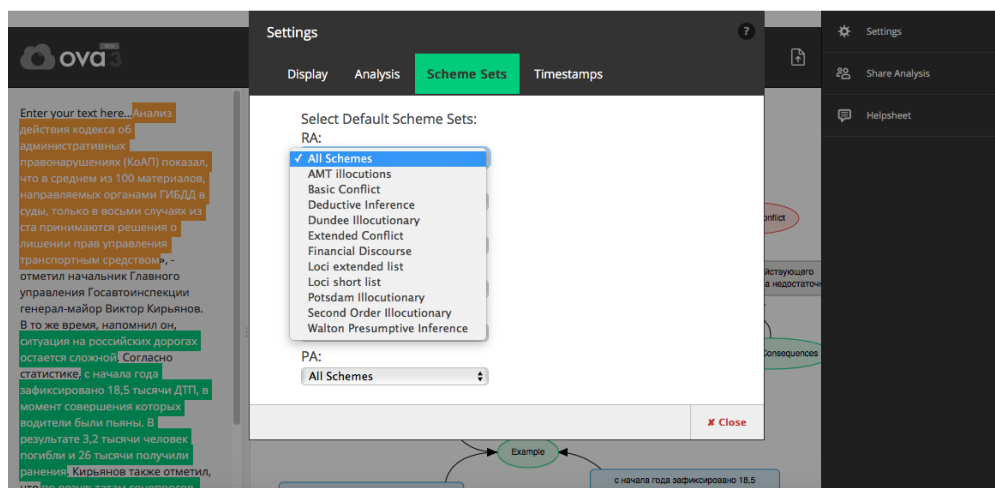 Settings
?
Settings
ova 3
BETA
Display
Analysis
Scheme Sets
Timestamps
Share Analysis
Helpsheet
Enter your text here...Анализ
действия кодекса об
административных
правонарушениях (КоАП) показал,
что в среднем из 100 материалов,
направляемых органами ГИБДД в
суды, только в восьми случаях из
ста принимаются решения о
лишении прав управления
транспортным средством», -
отметил начальник Главного
управления Госавтоинспекции
генерал-майор Виктор Кирьянов.
В то же время, напомнил он,
ситуация на российских дорогах
остается сложной. Согласно
статистике, с начала года
зафиксировано 18,5 тысячи ДТП, в
момент совершения которых
водители были пьяны. В
результате 3,2 тысячи человек
погибли и 26 тысячи получили
ранения. Кирьянов также отметил,
Select Default Scheme Sets:
RA:
✓ All Schemes
AMT illocutions
Basic Conflict
Deductive Inference
Dundee Illocutionary
Extended Conflict
Financial Discourse
Loci extended list
Loci short list
Potsdam Illocutionary
Second Order Illocutionary
Walton Presumptive Inference
PA:
All Schemes
✘ Close
onflict
йствующего
а недостаточн
Consequences
Example
с начала года зафиксировано 18,5